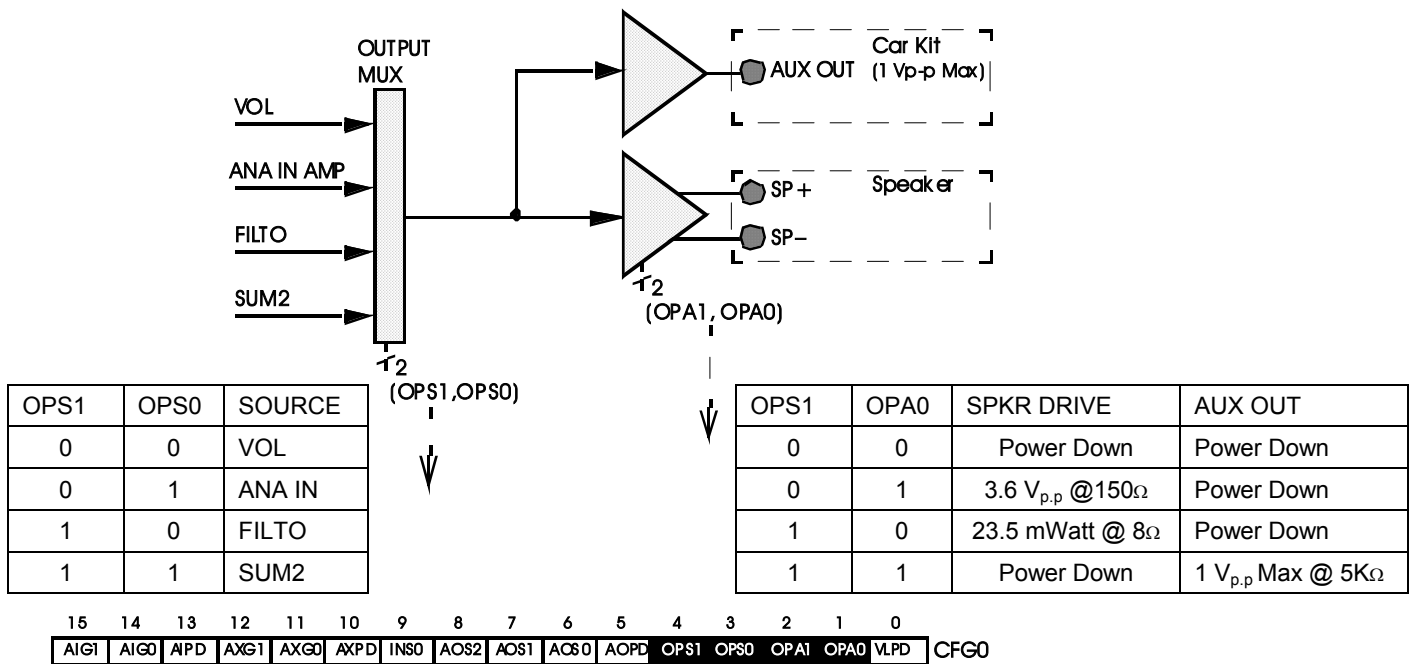 OUTPUT
MUX
VOL
ANA IN AMP
FILTO
SUM2
2
(OPS1,OPS0)
AUX OUT
Car Kit
(1 Vp-p Max)
SP+
Speaker
SP–
2
(OPA1, OPA0)
OPS1 OPS0 SOURCE
0 0 VOL
0 1 ANA IN
1 0 FILTO
1 1 SUM2
OPS1 OPA0 SPKR DRIVE AUX OUT
0 0 Power Down Power Down
0 1 3.6 Vp.p @150Ω Power Down
1 0 23.5 mWatt @ 8Ω Power Down
1 1 Power Down 1 Vp.p Max @ 5KΩ
15 14 13 12 11 10 9 8 7 6 5 4 3 2 1 0
AIG1 AIG0 AIPD AXG1 AXG0 AXPD INS0 AOS2 AOS1 AOS0 AOPD OPS1 OPS0 OPA1 OPA0 VLPD CFG0